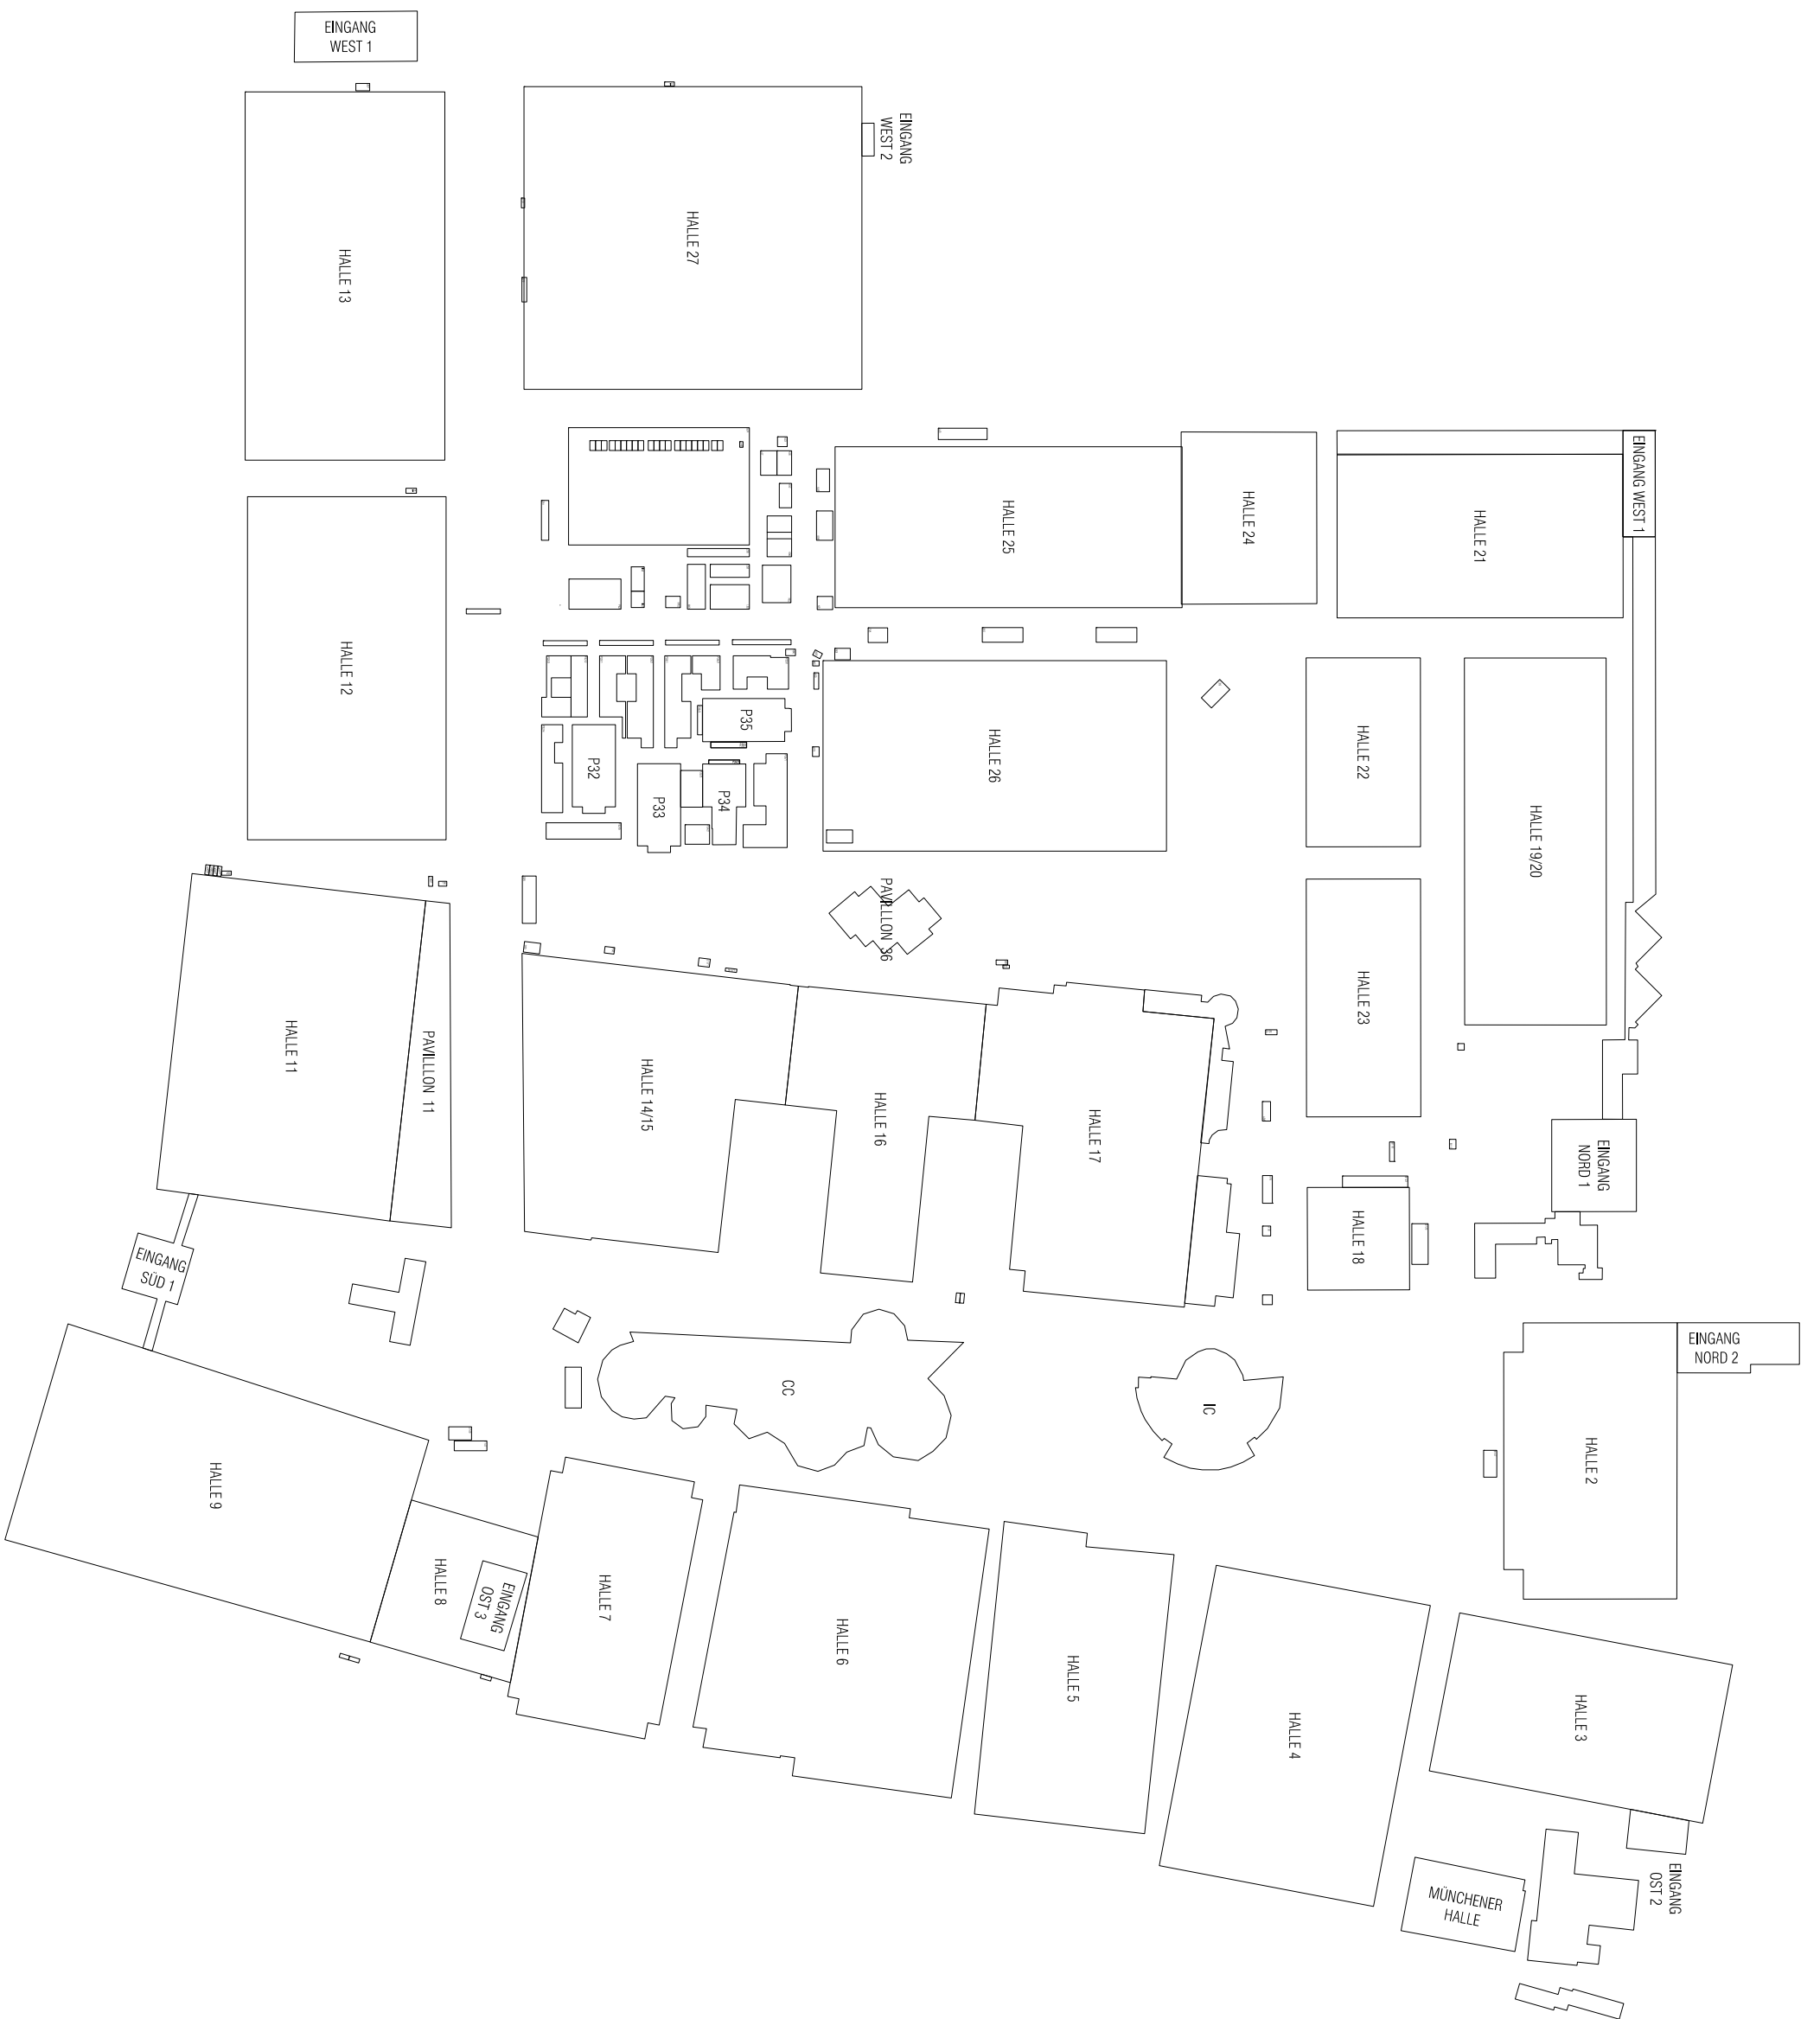 EINGANG
WEST 1
EINGANG
WEST 2
HALLE 27
HALLE 13
EINGANG WEST 1
HALLE 24
HALLE 25
HALLE 21
HALLE 12
P35
P32
P33
P34
HALLE 26
HALLE 22
HALLE 19/20
PAVILLLON 36
HALLE 23
HALLE 11
PAVILLLON 11
HALLE 14/15
HALLE 16
HALLE 17
EINGANG
NORD 1
HALLE 18
EINGANG
SÜD 1
EINGANG
NORD 2
CC
IC
HALLE 2
HALLE 9
HALLE 8
EINGANG
OST 3
HALLE 7
HALLE 6
HALLE 5
HALLE 4
HALLE 3
EINGANG
OST 2
MÜNCHENER
HALLE